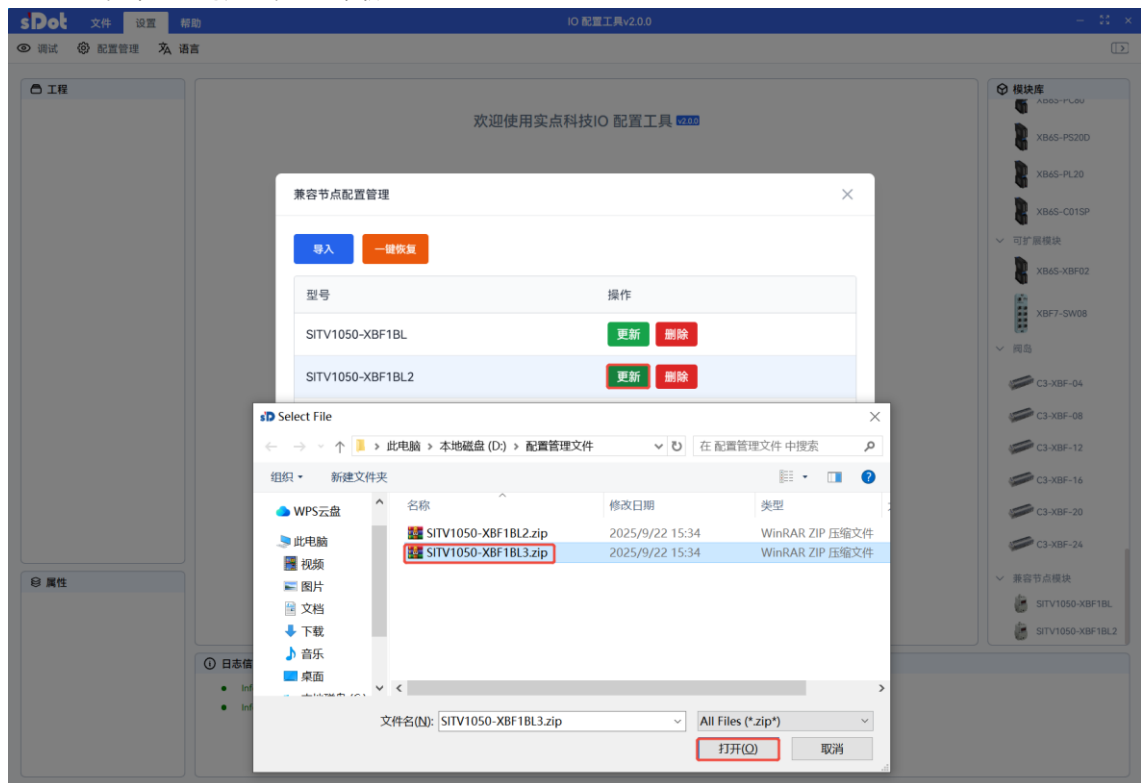 sDot 文件 设置 帮助 IO 配置工具v2.0.0
调试 配置管理 语言
工程
欢迎使用实点科技IO 配置工具 v2.0.0
模块库
XB6S-PC80
XB6S-PS20D
XB6S-PL20
XB6S-C01SP
可扩展模块
XB6S-XBF02
XBF7-SW08
阀岛
C3-XBF-04
C3-XBF-08
C3-XBF-12
C3-XBF-16
C3-XBF-20
C3-XBF-24
兼容节点模块
SITV1050-XBF1BL
SITV1050-XBF1BL2
兼容节点配置管理
导入 一键恢复
型号 操作
SITV1050-XBF1BL 更新 删除
SITV1050-XBF1BL2 更新 删除
sD Select File
此电脑 > 本地磁盘 (D:) > 配置管理文件 在 配置管理文件 中搜索
组织 新建文件夹
名称 修改日期 类型
WPS云盘
此电脑
视频
图片
文档
下载
音乐
桌面
SITV1050-XBF1BL2.zip 2025/9/22 15:34 WinRAR ZIP 压缩文件
SITV1050-XBF1BL3.zip 2025/9/22 15:34 WinRAR ZIP 压缩文件
文件名(N): SITV1050-XBF1BL3.zip All Files (*.zip*)
打开(O) 取消
属性
日志信
Inf
Inf